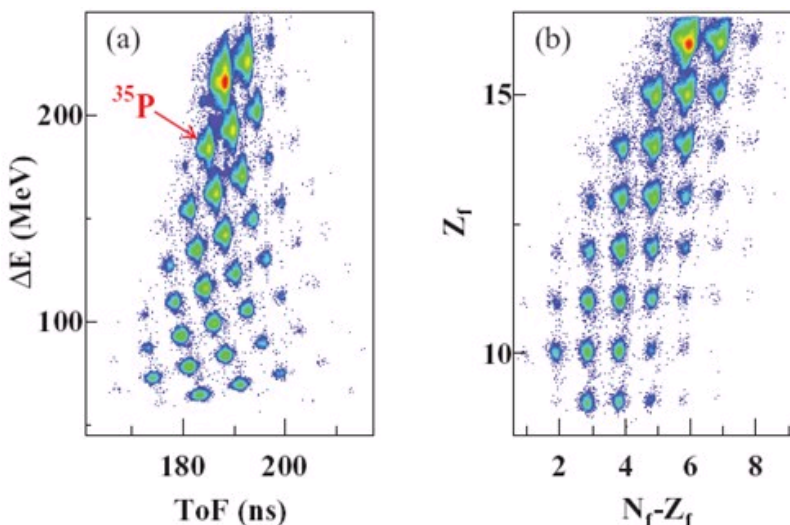 (a)
³⁵P
200
100
ΔE (MeV)
180 200
ToF (ns)
(b)
15
10
Z_f
2 4 6 8
N_f-Z_f